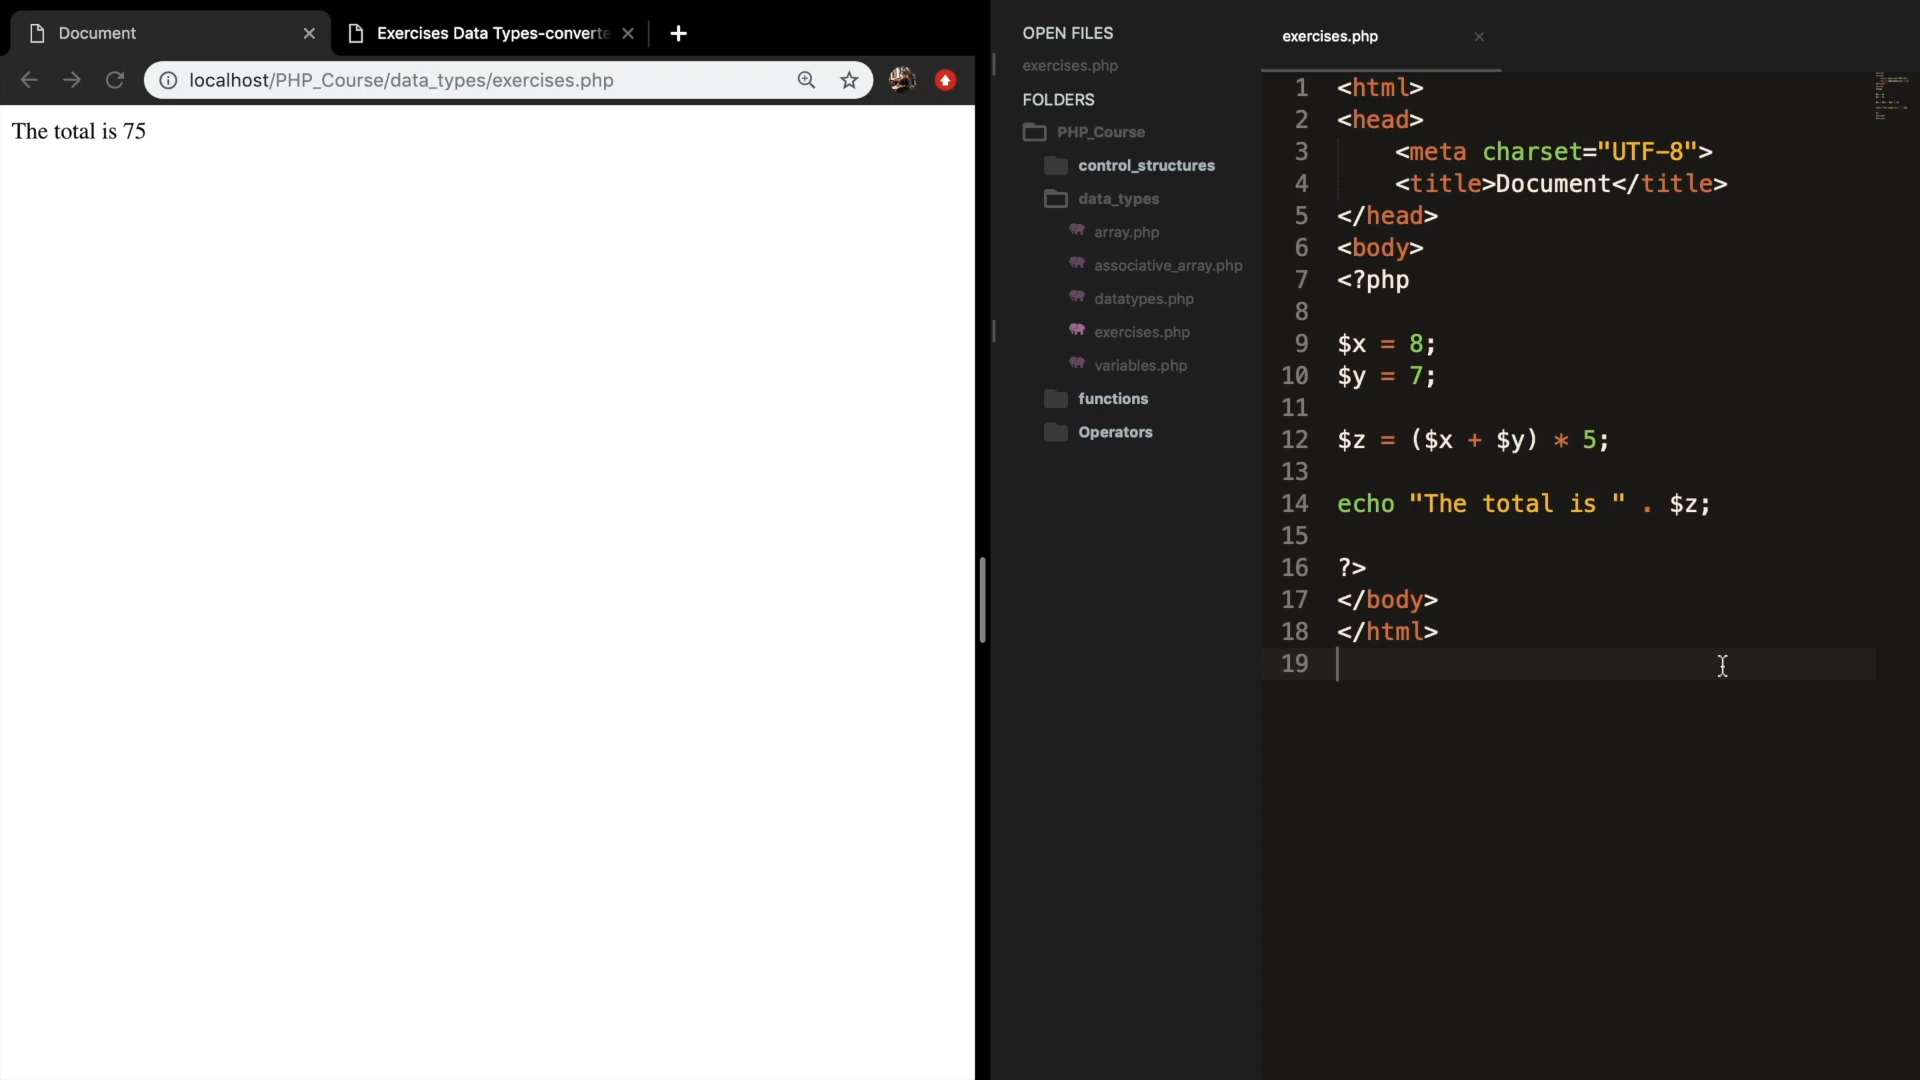 Document
Exercises Data Types-converte
localhost/PHP_Course/data_types/exercises.php
The total is 75
OPEN FILES
exercises.php
FOLDERS
PHP_Course
control_structures
data_types
array.php
associative_array.php
datatypes.php
exercises.php
variables.php
functions
Operators
exercises.php
1 <html>
2 <head>
3 <meta charset="UTF-8">
4 <title>Document</title>
5 </head>
6 <body>
7 <?php
8
9 $x = 8;
10 $y = 7;
11
12 $z = ($x + $y) * 5;
13
14 echo "The total is " . $z;
15
16 ?>
17 </body>
18 </html>
19